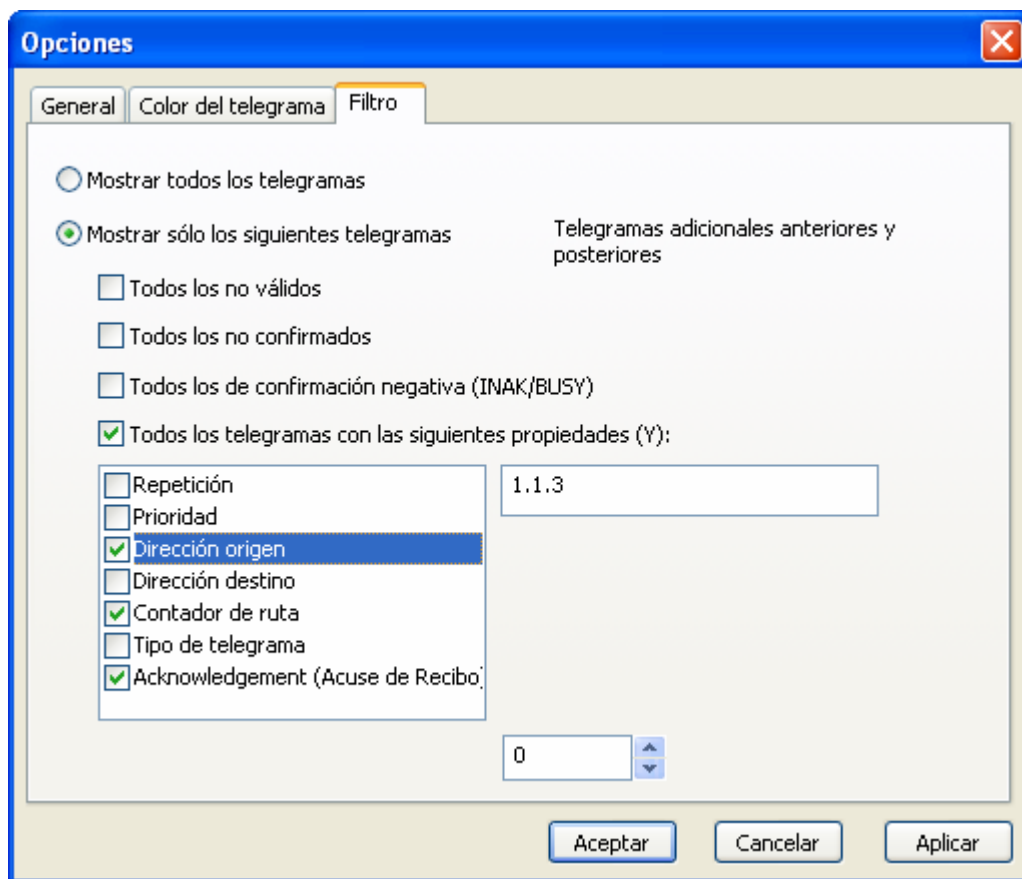 Opciones
General Color del telegrama Filtro
Mostrar todos los telegramas
Mostrar sólo los siguientes telegramas
Telegramas adicionales anteriores y
posteriores
Todos los no válidos
Todos los no confirmados
Todos los de confirmación negativa (INAK/BUSY)
Todos los telegramas con las siguientes propiedades (Y):
Repetición
Prioridad
Dirección origen
Dirección destino
Contador de ruta
Tipo de telegrama
Acknowledgement (Acuse de Recibo)
1.1.3
0
Aceptar Cancelar Aplicar